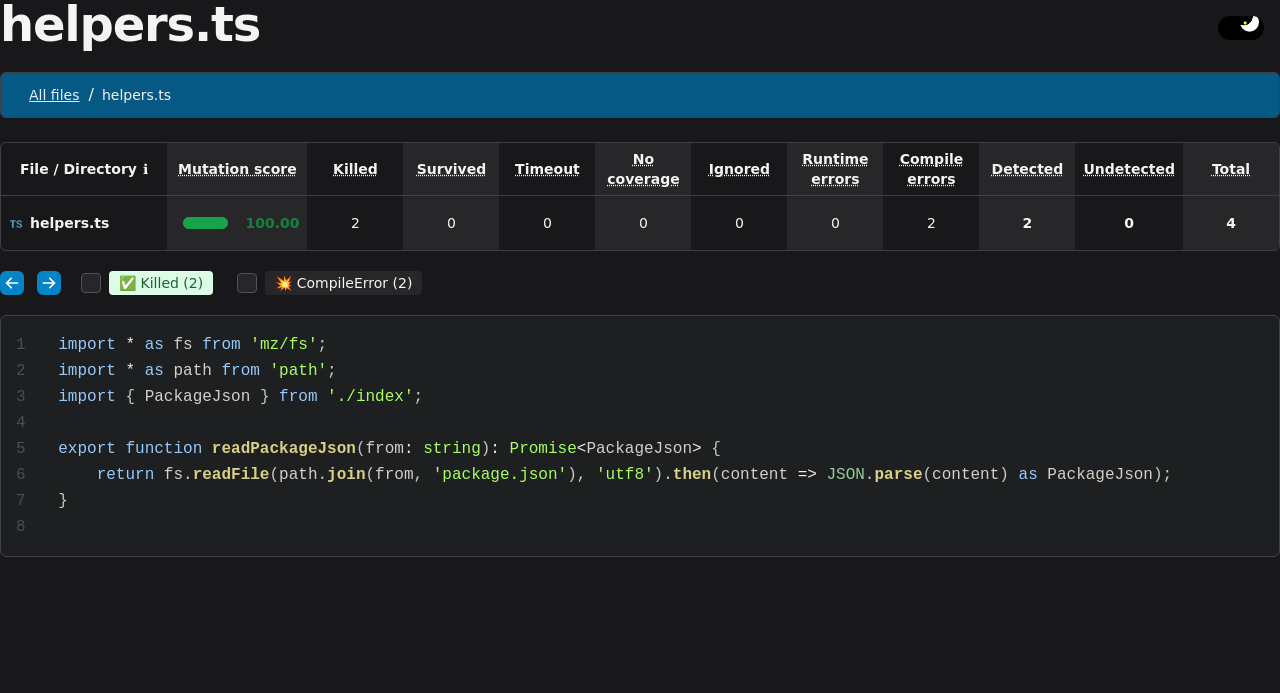 helpers.ts
All files / helpers.ts
File / Directory ℹ Mutation score Killed Survived Timeout No coverage Ignored Runtime errors Compile errors Detected Undetected Total
TS helpers.ts 100.00 2 0 0 0 0 0 2 2 0 4
← → ✅ Killed (2) 💥 CompileError (2)
1 import * as fs from 'mz/fs';
2 import * as path from 'path';
3 import { PackageJson } from './index';
4
5 export function readPackageJson(from: string): Promise<PackageJson> {
6     return fs.readFile(path.join(from, 'package.json'), 'utf8').then(content => JSON.parse(content) as PackageJson);
7 }
8